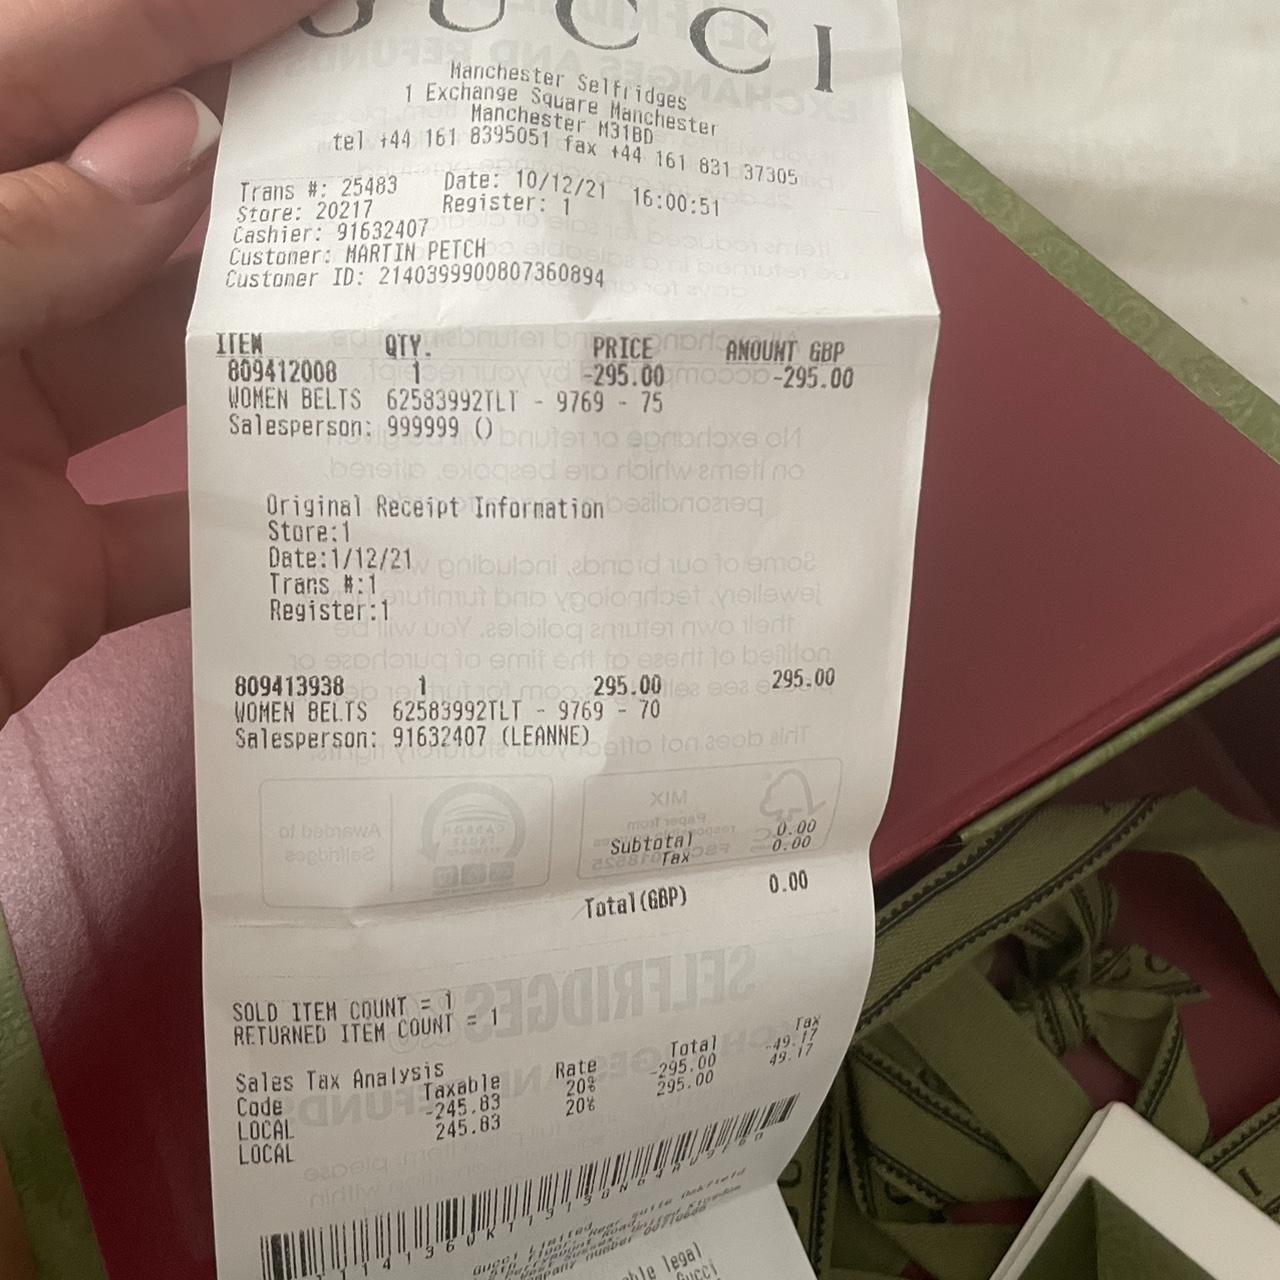 GUCCI
Manchester Selfridges
1 Exchange Square Manchester
Manchester M31BD
tel +44 161 8395051 fax +44 161 831 37305
Trans #: 25483 Date: 10/12/21 16:00:51
Store: 20217 Register: 1
Cashier: 91632407
Customer: MARTIN PETCH
Customer ID: 2140399900807360894
ITEM QTY. PRICE AMOUNT GBP
809412008 1 -295.00 -295.00
WOMEN BELTS 62583992TLT - 9769 - 75
Salesperson: 999999 ()
Original Receipt Information
Store:1
Date:1/12/21
Trans #:1
Register:1
809413938 1 295.00 295.00
WOMEN BELTS 62583992TLT - 9769 - 70
Salesperson: 91632407 (LEANNE)
Subtotal 0.00
Tax 0.00
Total(GBP) 0.00
SOLD ITEM COUNT = 1
RETURNED ITEM COUNT = 1
Sales Tax Analysis
Code Taxable Rate Total Tax
LOCAL -245.83 20% -295.00 -49.17
LOCAL 245.83 20% 295.00 49.17
Gucci Limited
legal
Gucci